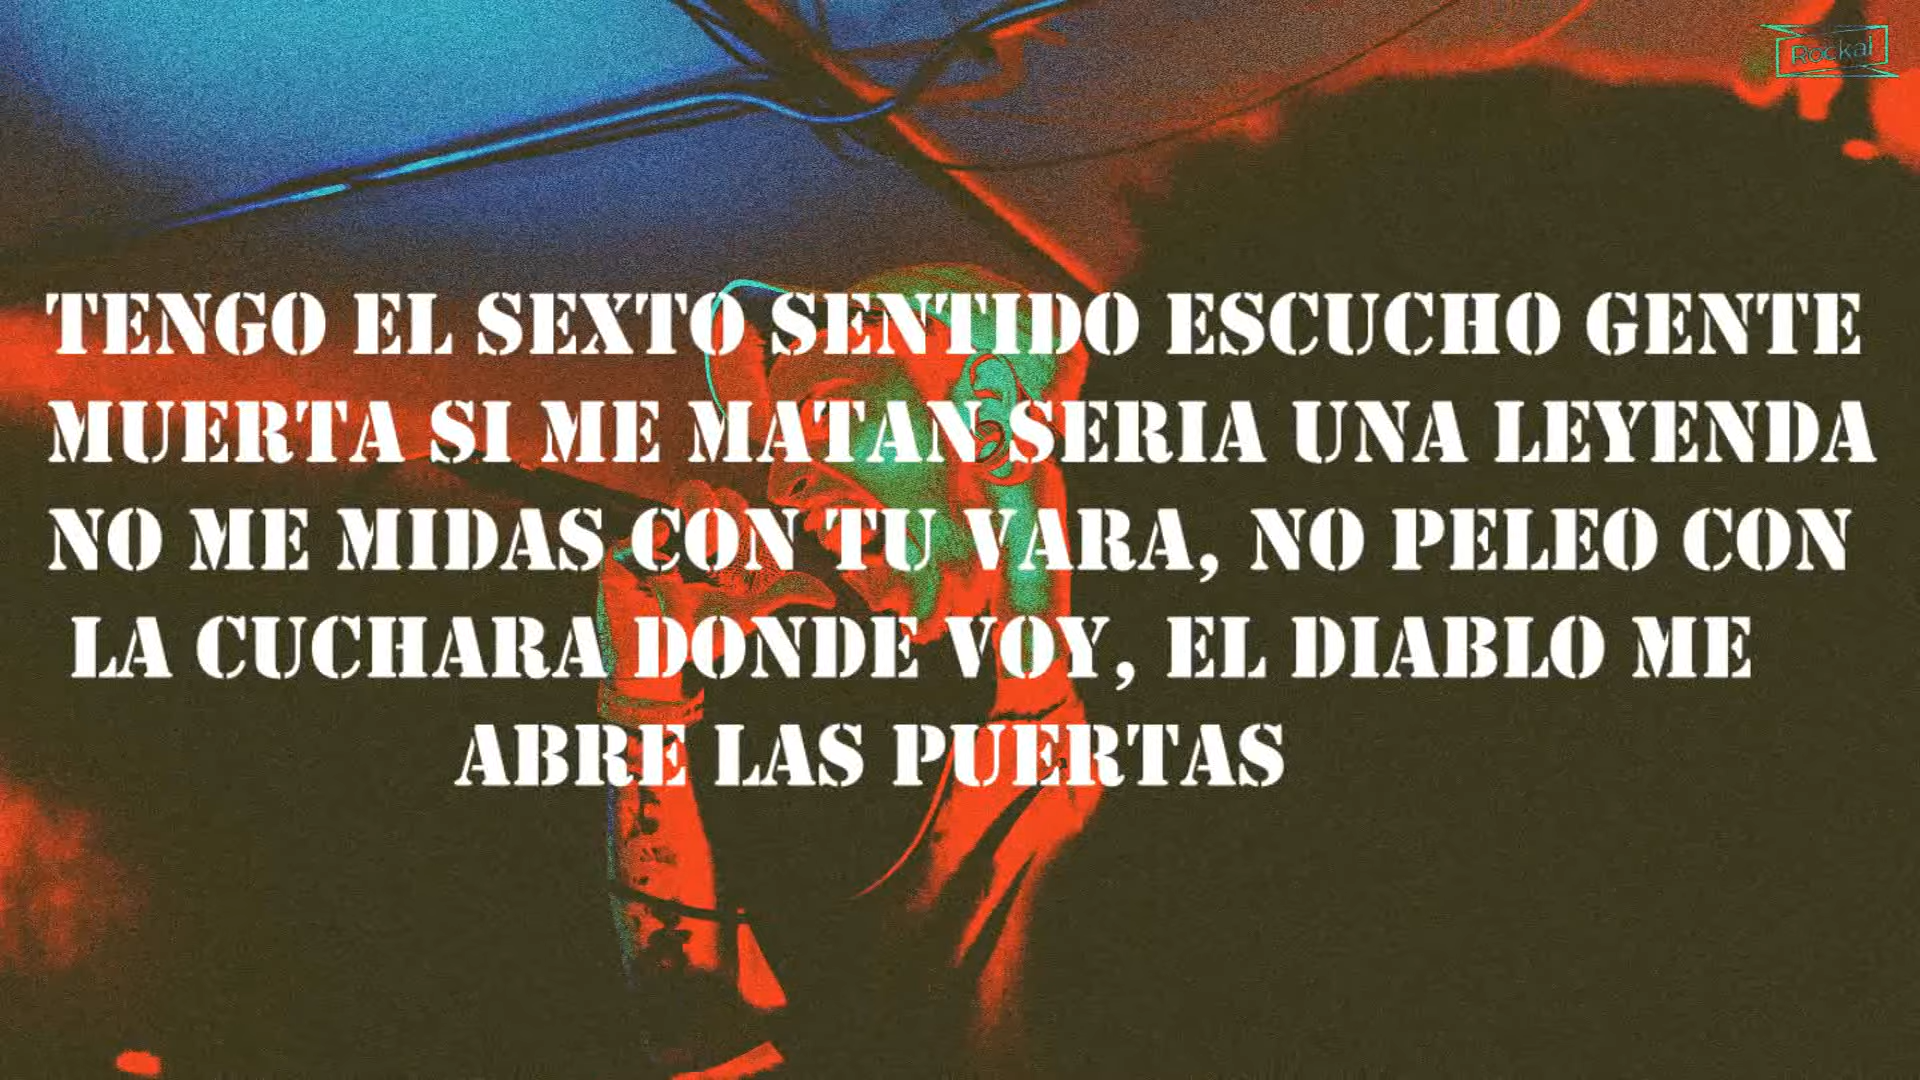 Rockal
TENGO EL SEXTO SENTIDO ESCUCHO GENTE
MUERTA SI ME MATAN SERIA UNA LEYENDA
NO ME MIDAS CON TU VARA, NO PELEO CON
LA CUCHARA DONDE VOY, EL DIABLO ME
ABRE LAS PUERTAS